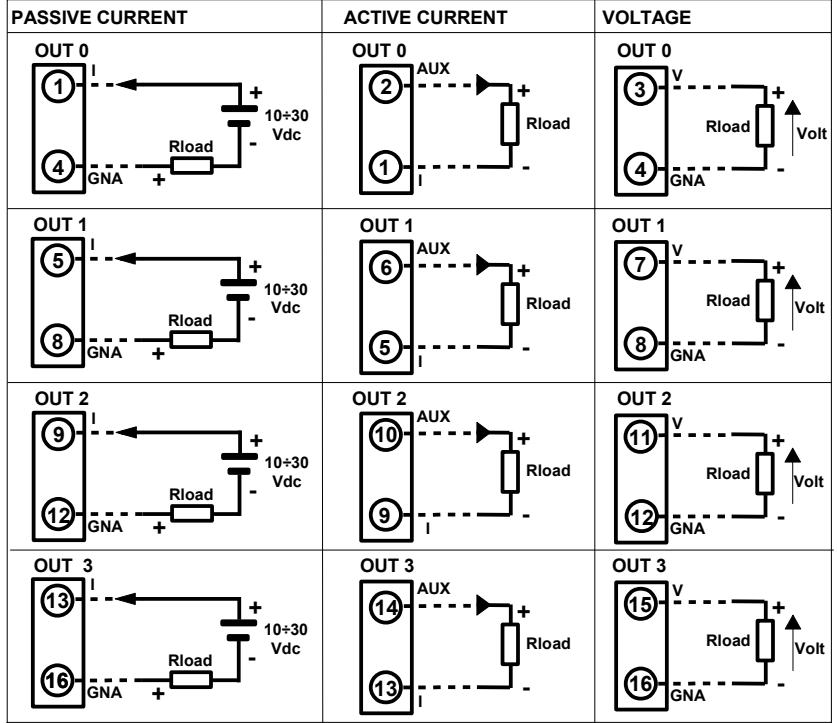 PASSIVE CURRENT
ACTIVE CURRENT
VOLTAGE
OUT 0
I
1
+
10÷30
Vdc
-
Rload
4
GNA
+
OUT 0
AUX
2
+
Rload
1
I
-
OUT 0
V
3
+
Rload
Volt
4
GNA
-
OUT 1
I
5
+
10÷30
Vdc
-
Rload
8
GNA
+
OUT 1
AUX
6
+
Rload
5
I
-
OUT 1
V
7
+
Rload
Volt
8
GNA
-
OUT 2
I
9
+
10÷30
Vdc
-
Rload
12
GNA
+
OUT 2
AUX
10
+
Rload
9
I
-
OUT 2
V
11
+
Rload
Volt
12
GNA
-
OUT 3
I
13
+
10÷30
Vdc
-
Rload
16
GNA
+
OUT 3
AUX
14
+
Rload
13
I
-
OUT 3
V
15
+
Rload
Volt
16
GNA
-